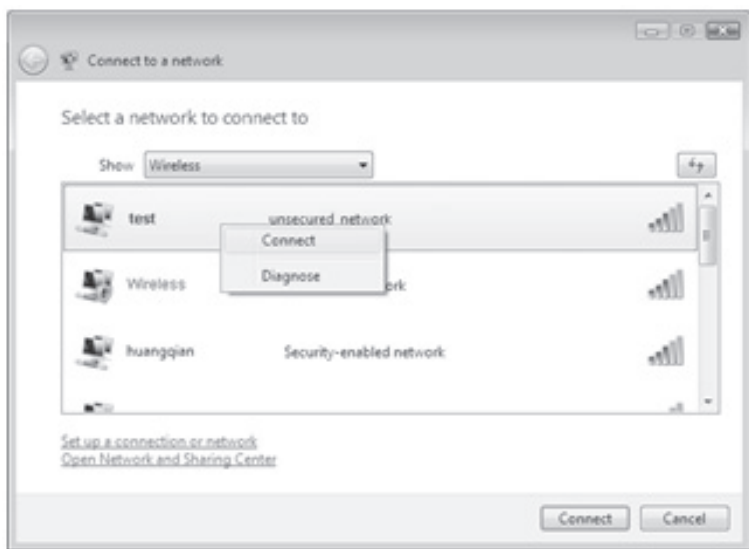 Connect to a network
Select a network to connect to
Show Wireless
test unsecured network
Connect
Wireless
Diagnose
huangqian Security-enabled network
Set up a connection or network
Open Network and Sharing Center
Connect Cancel